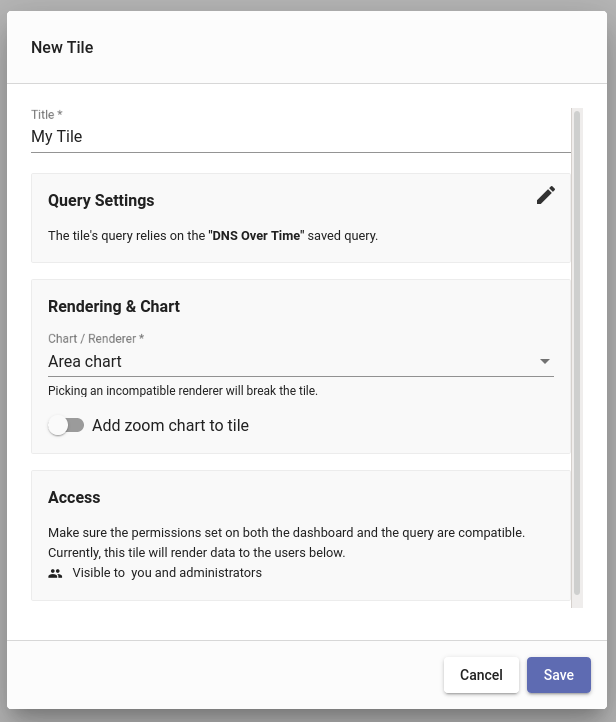 New Tile
Title *
My Tile
Query Settings
The tile's query relies on the "DNS Over Time" saved query.
Rendering & Chart
Chart / Renderer *
Area chart
Picking an incompatible renderer will break the tile.
Add zoom chart to tile
Access
Make sure the permissions set on both the dashboard and the query are compatible.
Currently, this tile will render data to the users below.
Visible to you and administrators
Cancel Save